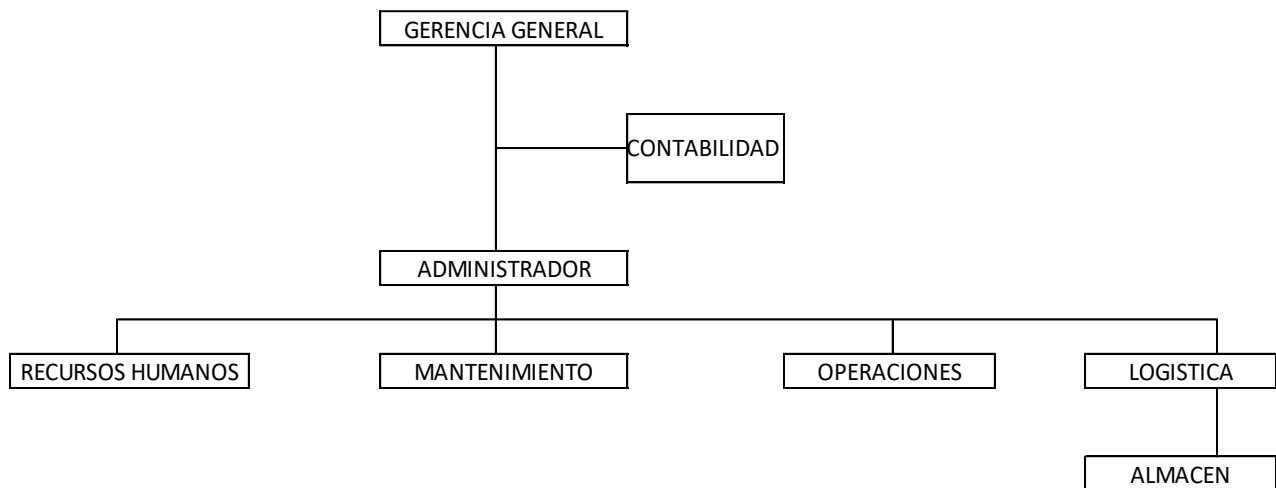 GERENCIA GENERAL
CONTABILIDAD
ADMINISTRADOR
RECURSOS HUMANOS
MANTENIMIENTO
OPERACIONES
LOGISTICA
ALMACEN